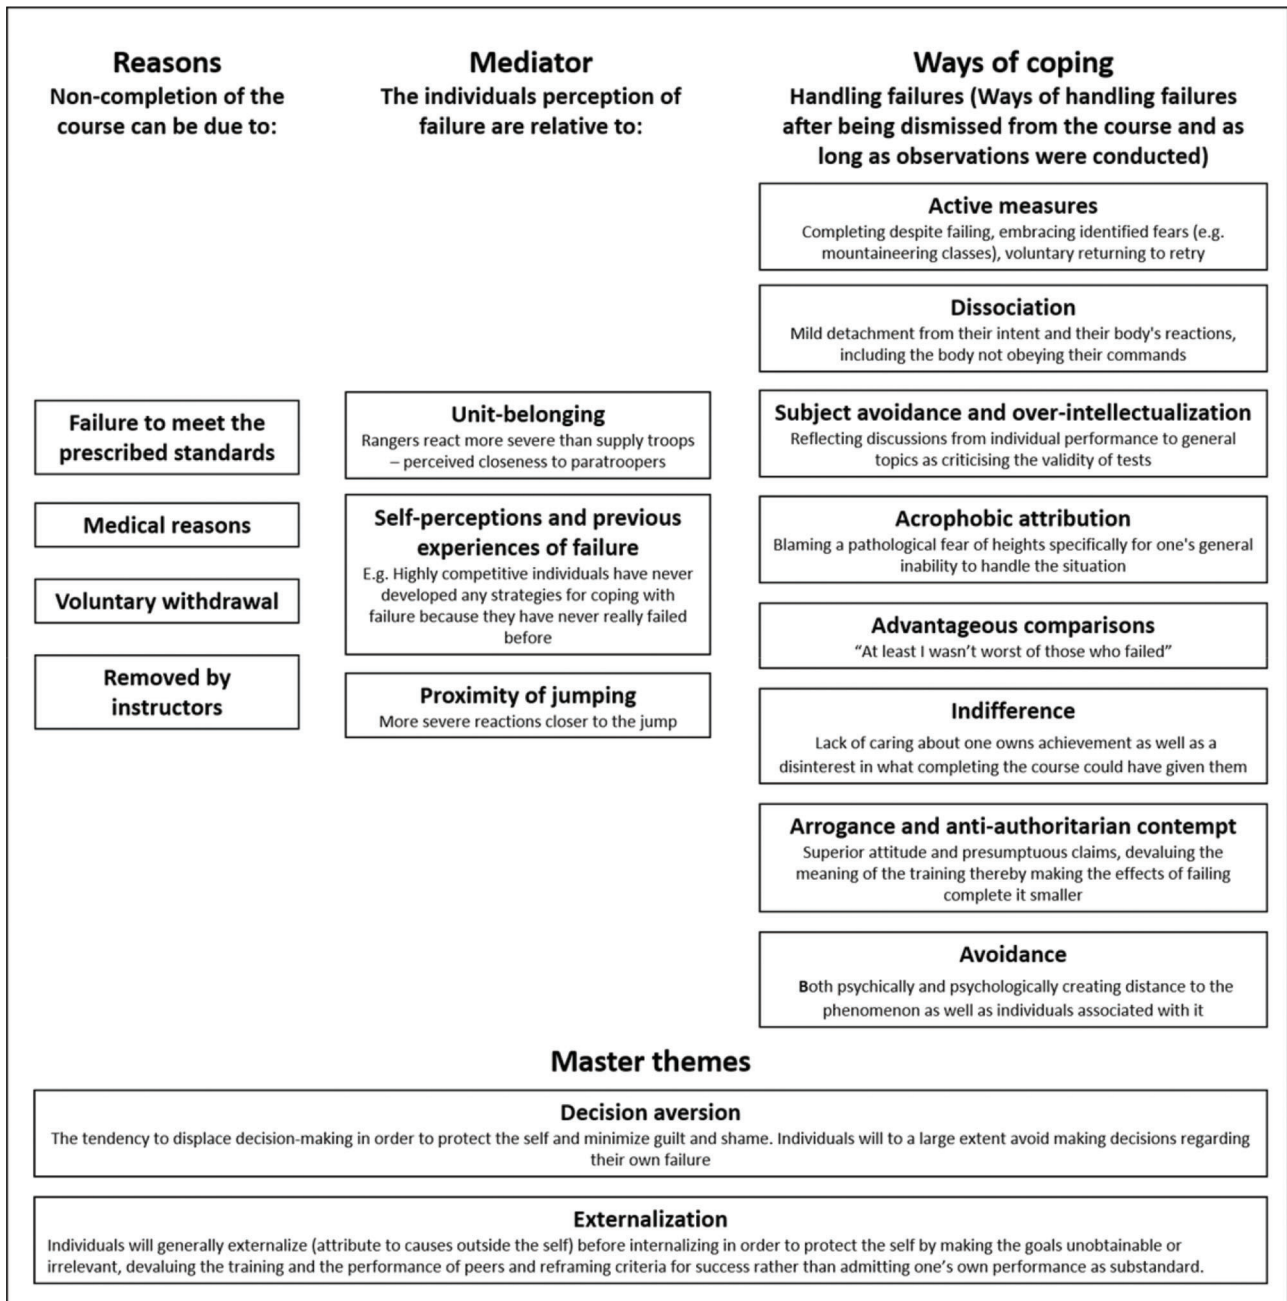 Reasons
Non-completion of the
course can be due to:
Failure to meet the
prescribed standards
Medical reasons
Voluntary withdrawal
Removed by
instructors
Mediator
The individuals perception of
failure are relative to:
Unit-belonging
Rangers react more severe than supply troops
– perceived closeness to paratroopers
Self-perceptions and previous
experiences of failure
E.g. Highly competitive individuals have never
developed any strategies for coping with
failure because they have never really failed
before
Proximity of jumping
More severe reactions closer to the jump
Ways of coping
Handling failures (Ways of handling failures
after being dismissed from the course and as
long as observations were conducted)
Active measures
Completing despite failing, embracing identified fears (e.g.
mountaineering classes), voluntary returning to retry
Dissociation
Mild detachment from their intent and their body's reactions,
including the body not obeying their commands
Subject avoidance and over-intellectualization
Reflecting discussions from individual performance to general
topics as criticising the validity of tests
Acrophobic attribution
Blaming a pathological fear of heights specifically for one's general
inability to handle the situation
Advantageous comparisons
“At least I wasn’t worst of those who failed”
Indifference
Lack of caring about one owns achievement as well as a
disinterest in what completing the course could have given them
Arrogance and anti-authoritarian contempt
Superior attitude and presumptuous claims, devaluing the
meaning of the training thereby making the effects of failing
complete it smaller
Avoidance
Both psychically and psychologically creating distance to the
phenomenon as well as individuals associated with it
Master themes
Decision aversion
The tendency to displace decision-making in order to protect the self and minimize guilt and shame. Individuals will to a large extent avoid making decisions regarding
their own failure
Externalization
Individuals will generally externalize (attribute to causes outside the self) before internalizing in order to protect the self by making the goals unobtainable or
irrelevant, devaluing the training and the performance of peers and reframing criteria for success rather than admitting one’s own performance as substandard.